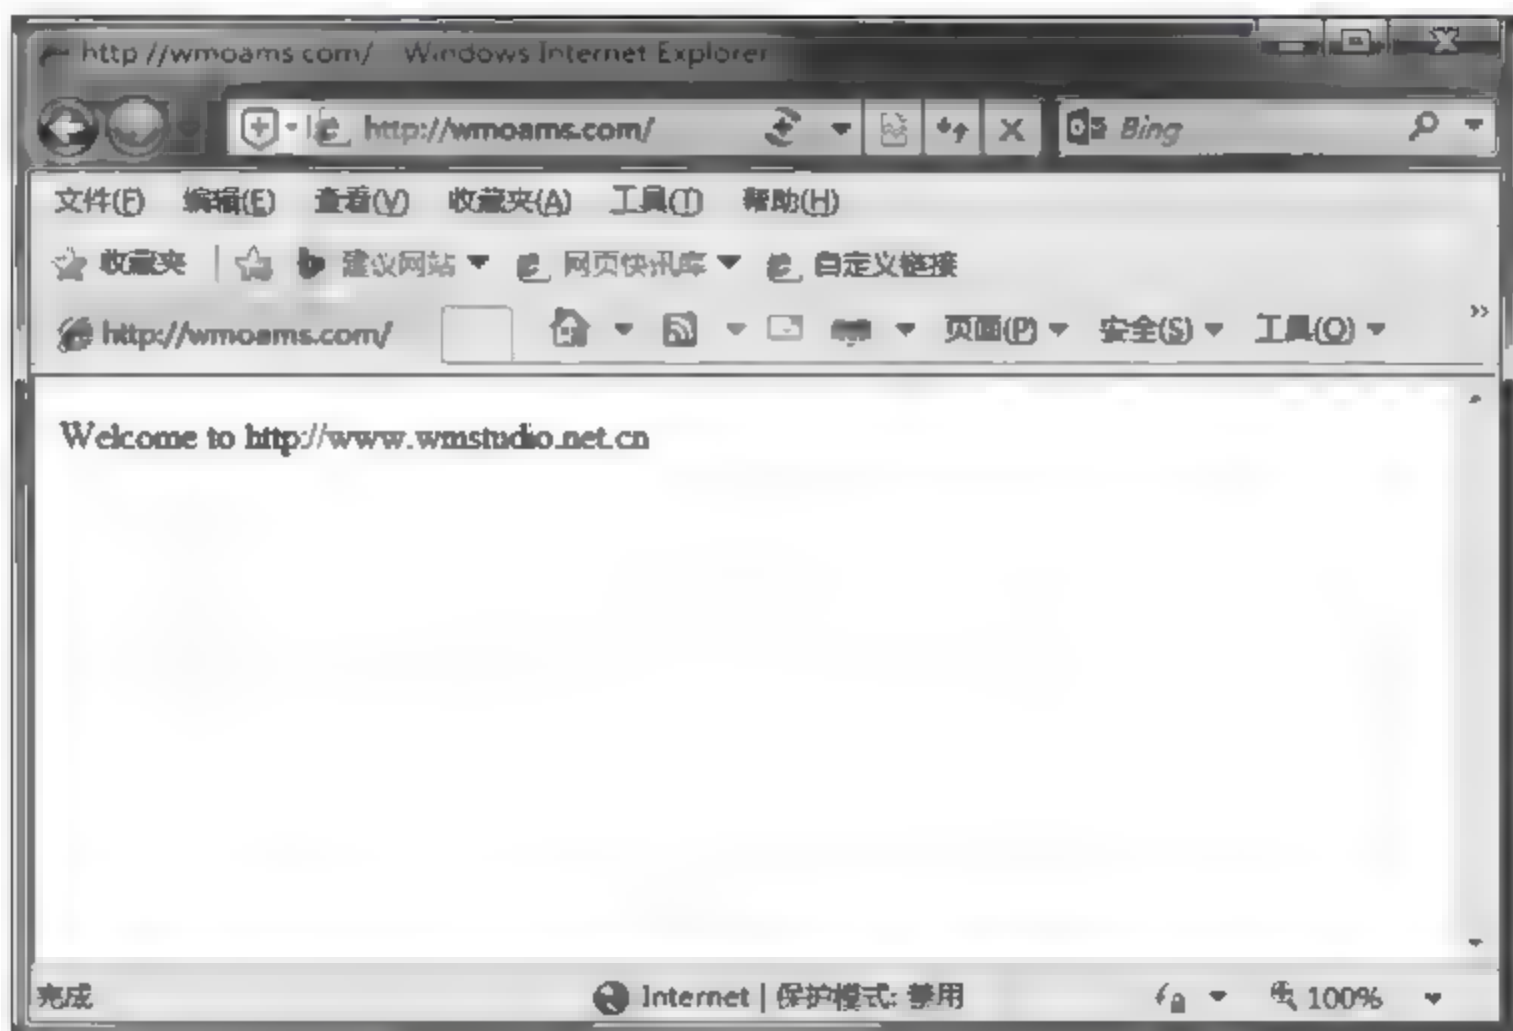 http://wmoams.com/ Windows Internet Explorer
http://wmoams.com/ Bing
文件(F) 编辑(E) 查看(V) 收藏夹(A) 工具(T) 帮助(H)
收藏夹 建议网站 网页快讯库 自定义链接
http://wmoams.com/ 页面(P) 安全(S) 工具(O) »
Welcome to http://www.wmstudio.net.cn
完成 Internet | 保护模式: 禁用 100%